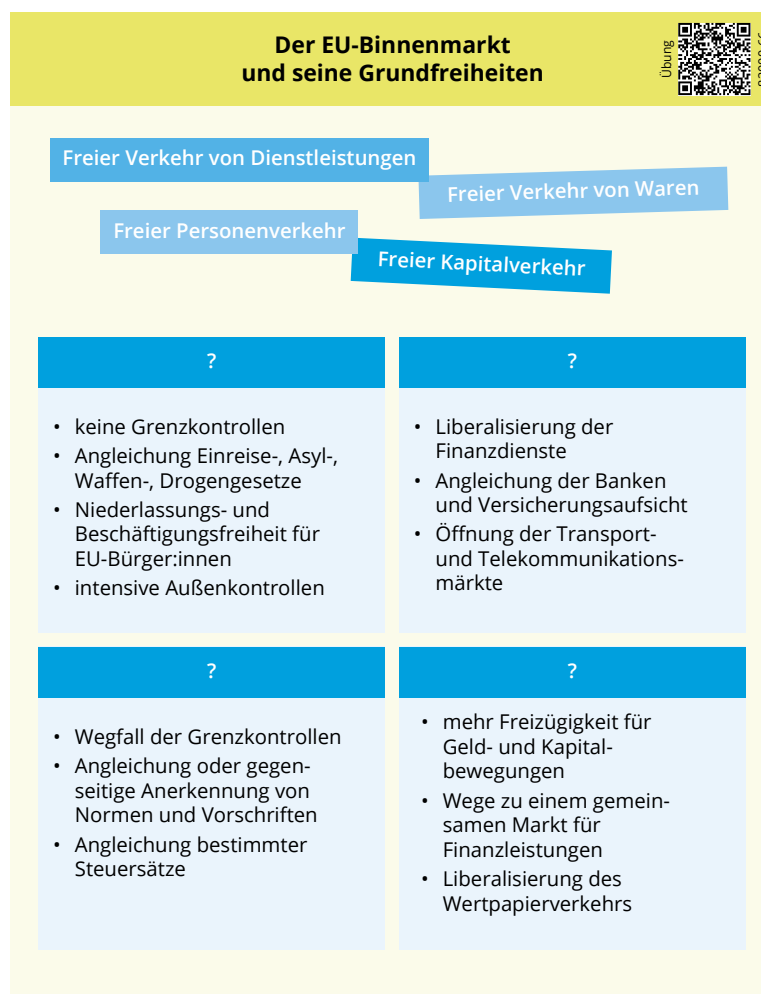 Der EU-Binnenmarkt
und seine Grundfreiheiten
Übung
Freier Verkehr von Dienstleistungen
Freier Verkehr von Waren
Freier Personenverkehr
Freier Kapitalverkehr
?
• keine Grenzkontrollen
• Angleichung Einreise-, Asyl-,
Waffen-, Drogengesetze
• Niederlassungs- und
Beschäftigungsfreiheit für
EU-Bürger:innen
• intensive Außenkontrollen
?
• Liberalisierung der
Finanzdienste
• Angleichung der Banken
und Versicherungsaufsicht
• Öffnung der Transport-
und Telekommunikations-
märkte
?
• Wegfall der Grenzkontrollen
• Angleichung oder gegen-
seitige Anerkennung von
Normen und Vorschriften
• Angleichung bestimmter
Steuersätze
?
• mehr Freizügigkeit für
Geld- und Kapital-
bewegungen
• Wege zu einem gemein-
samen Markt für
Finanzleistungen
• Liberalisierung des
Wertpapierverkehrs